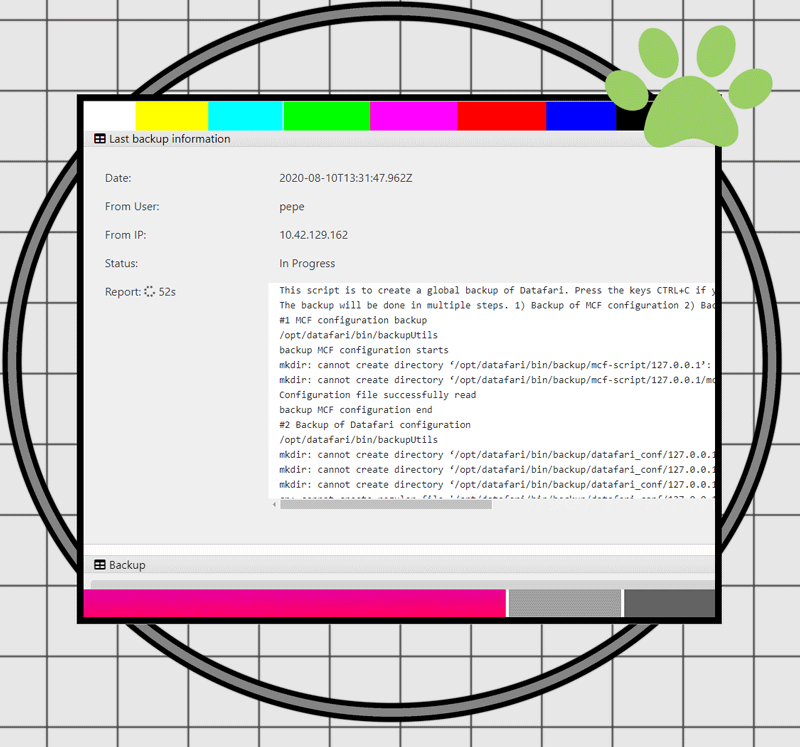 Last backup information
Date: 2020-08-10T13:31:47.962Z
From User: pepe
From IP: 10.42.129.162
Status: In Progress
Report: 52s
This script is to create a global backup of Datafari. Press the keys CTRL+C if
The backup will be done in multiple steps. 1) Backup of MCF configuration 2)
#1 MCF configuration backup
/opt/datafari/bin/backupUtils
backup MCF configuration starts
mkdir: cannot create directory ‘/opt/datafari/bin/backup/mcf-script/127.0.0.1’:
mkdir: cannot create directory ‘/opt/datafari/bin/backup/mcf-script/127.0.0.1/
Configuration file successfully read
backup MCF configuration end
#2 Backup of Datafari configuration
/opt/datafari/bin/backupUtils
mkdir: cannot create directory ‘/opt/datafari/bin/backup/datafari_conf/127.0.0.1
mkdir: cannot create directory ‘/opt/datafari/bin/backup/datafari_conf/127.0.0.1
mkdir: cannot create directory ‘/opt/datafari/bin/backup/datafari_conf/127.0.0.1
Backup